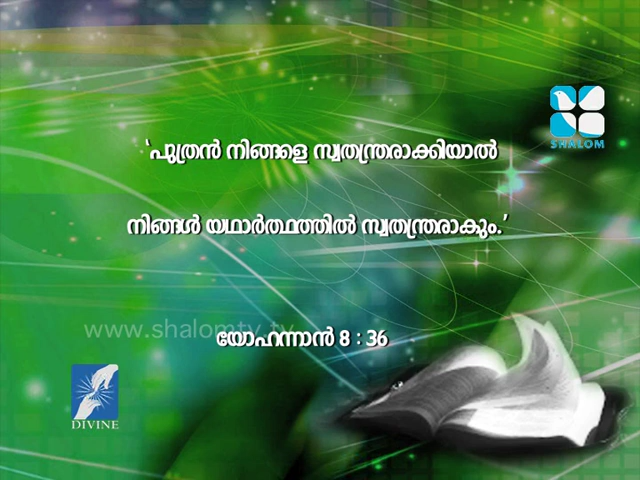 'പുത്രൻ നിങ്ങളെ സ്വതന്ത്രരാക്കിയാൽ
നിങ്ങൾ യഥാർത്ഥത്തിൽ സ്വതന്ത്രരാകും.'
യോഹന്നാൻ 8 : 36
SHALOM
www.shalomtv.tv
DIVINE